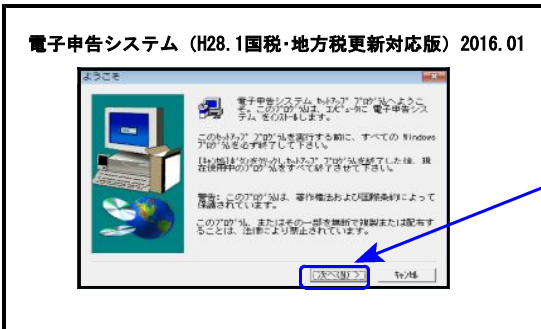 電子申告システム（H28.1国税･地方税更新対応版）2016.01
ようこそ
電子申告システム ｾｯﾄｱｯﾌﾟ ﾌﾟﾛｸﾞﾗﾑへようこ
そ。このﾌﾟﾛｸﾞﾗﾑは、ｺﾝﾋﾟｭｰﾀに 電子申告シス
テム をｲﾝｽﾄｰﾙします。
このｾｯﾄｱｯﾌﾟ ﾌﾟﾛｸﾞﾗﾑを実行する前に、すべての Windows
ﾌﾟﾛｸﾞﾗﾑを必ず終了して下さい。
[ｷｬﾝｾﾙ]ﾎﾞﾀﾝをｸﾘｯｸし、ｾｯﾄｱｯﾌﾟ ﾌﾟﾛｸﾞﾗﾑを終了した後、現
在使用中のﾌﾟﾛｸﾞﾗﾑをすべて終了させて下さい。
警告: このﾌﾟﾛｸﾞﾗﾑは、著作権法および国際条約によって
保護されています。
このﾌﾟﾛｸﾞﾗﾑ、またはその一部を無断で複製または配布す
ることは、法律により禁止されています。
次へ(N) >
ｷｬﾝｾﾙ